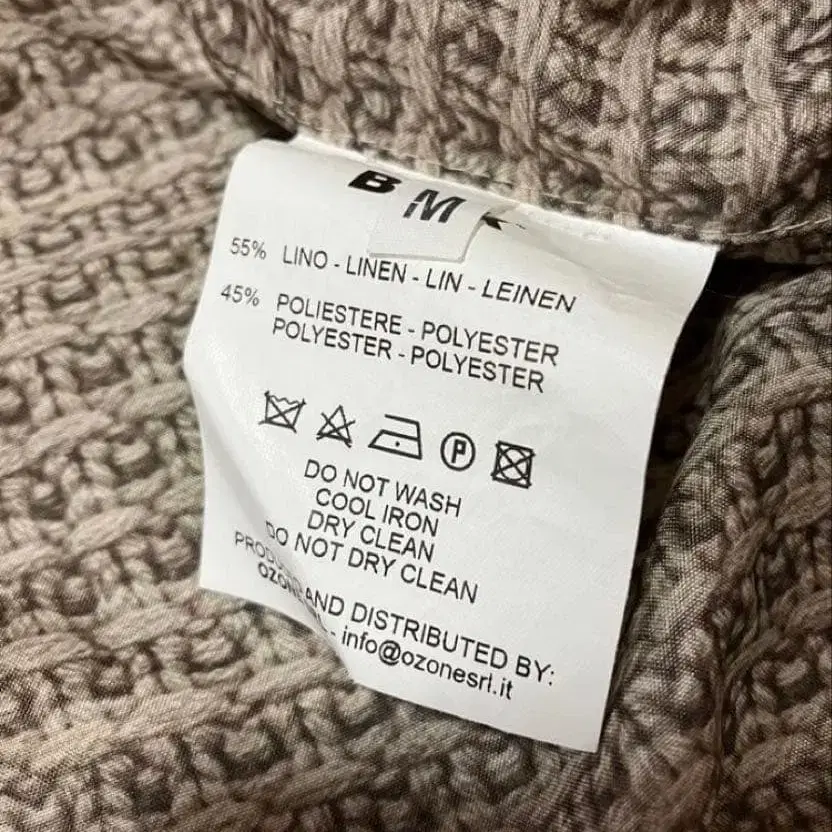 BM
55% LINO - LINEN - LIN - LEINEN
45% POLIESTERE - POLYESTER
POLYESTER - POLYESTER
P
DO NOT WASH
COOL IRON
DRY CLEAN
DO NOT DRY CLEAN
AND DISTRIBUTED BY:
- info@ozonesrl.it